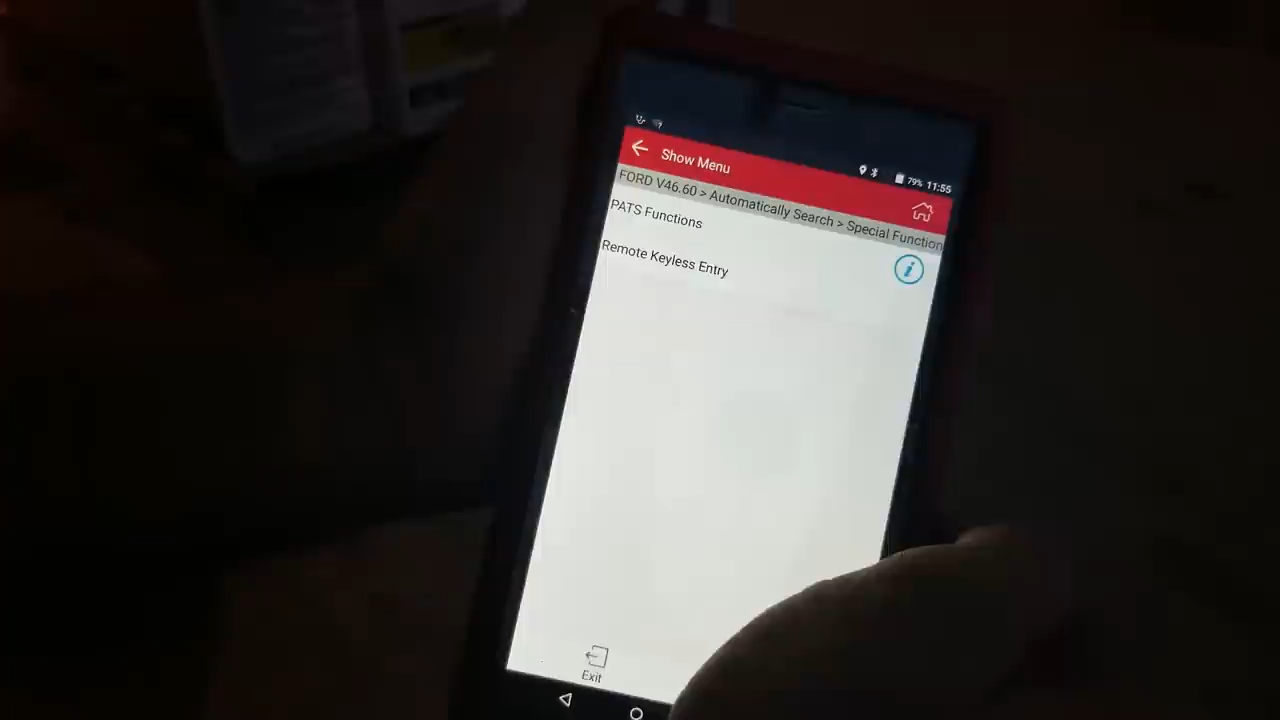 79% 11:55
Show Menu
FORD V46.60 > Automatically Search > Special Function
PATS Functions
Remote Keyless Entry
i
Exit